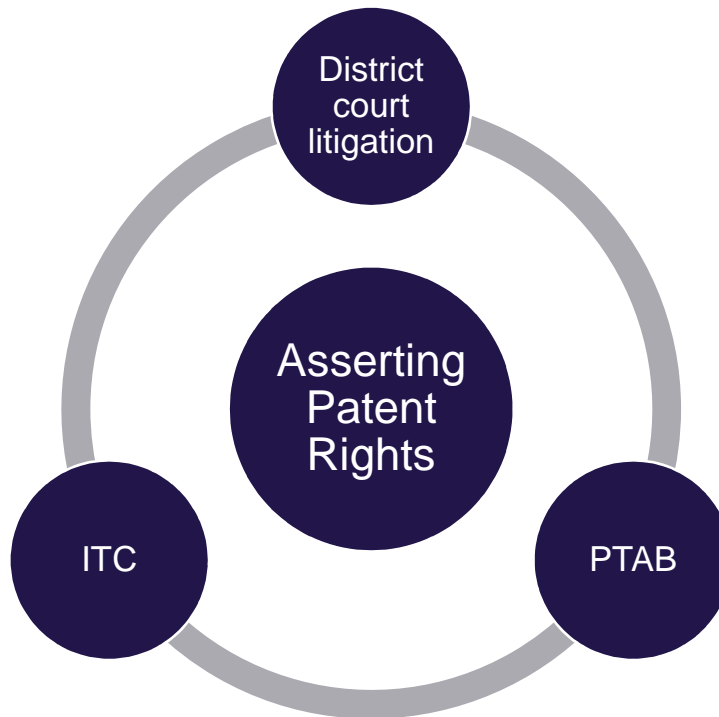 District
court
litigation
Asserting
Patent
Rights
ITC
PTAB